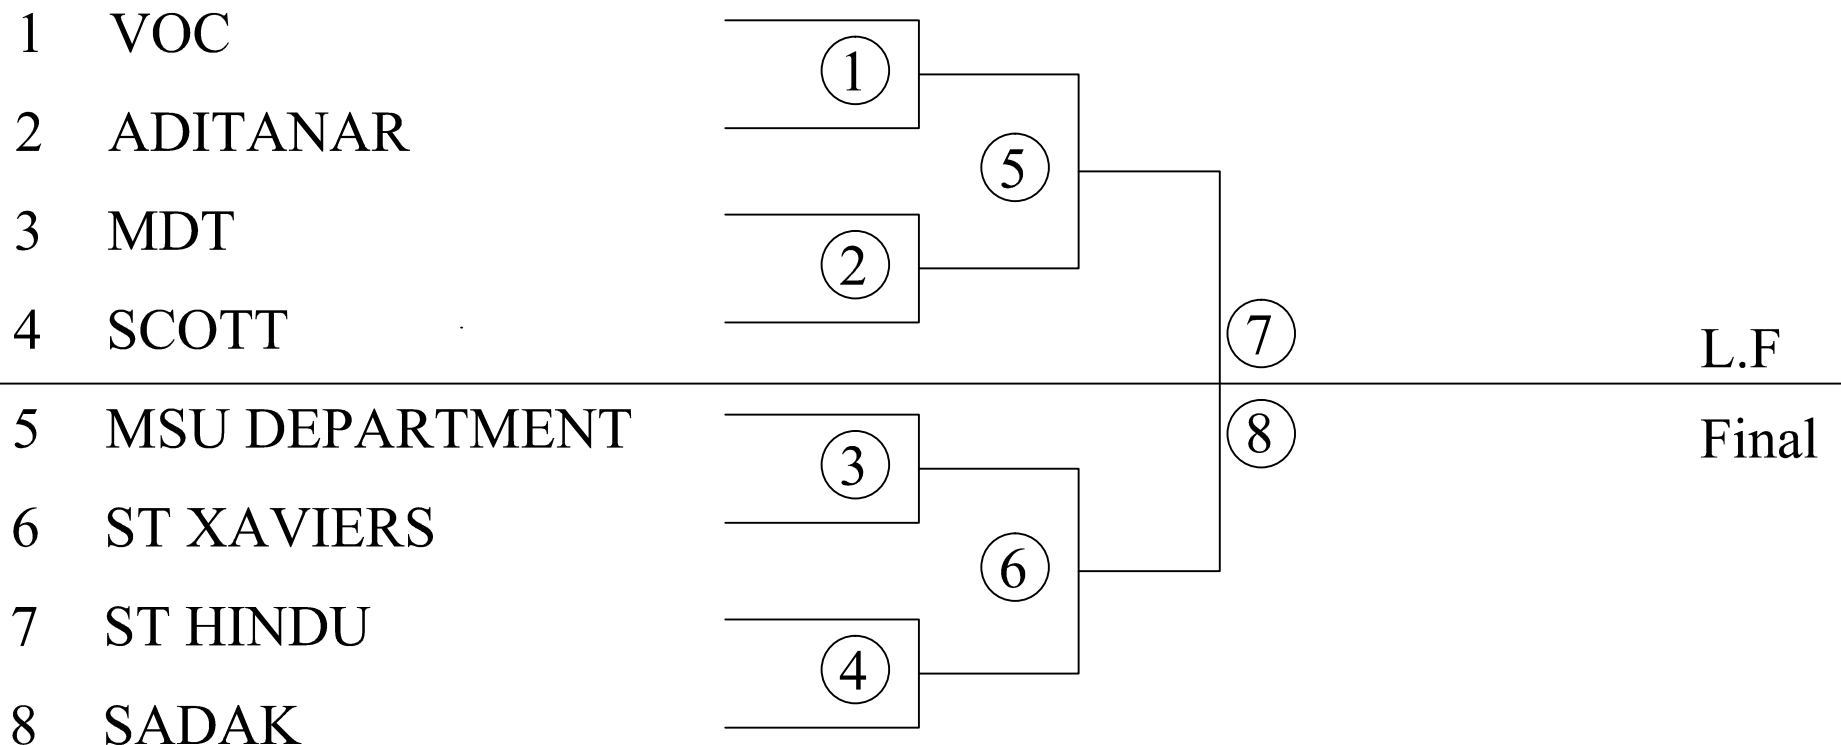 1 VOC
2 ADITANAR
3 MDT
4 SCOTT
5 MSU DEPARTMENT
6 ST XAVIERS
7 ST HINDU
8 SADAK
1
2
3
4
5
6
7
8
L.F
Final